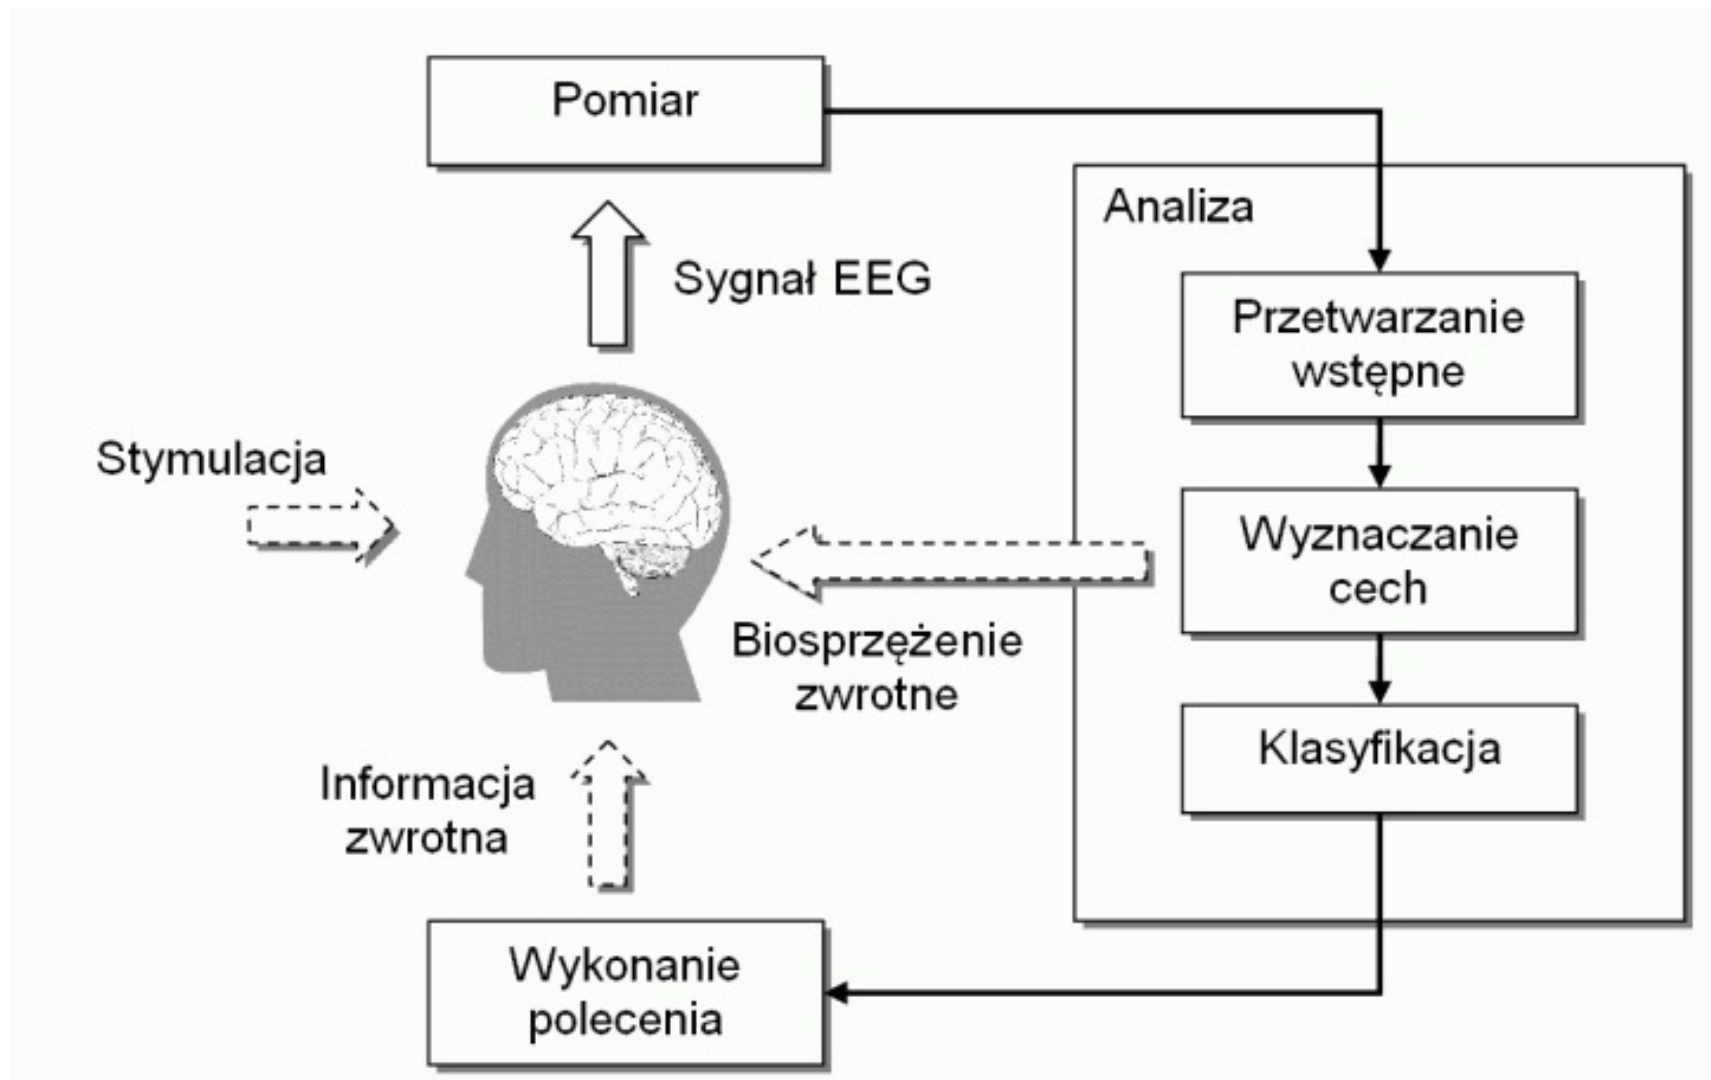 Pomiar
Analiza
Sygnał EEG
Przetwarzanie
wstępne
Stymulacja
Wyznaczanie
cech
Biosprzężenie
zwrotne
Klasyfikacja
Informacja
zwrotna
Wykonanie
polecenia